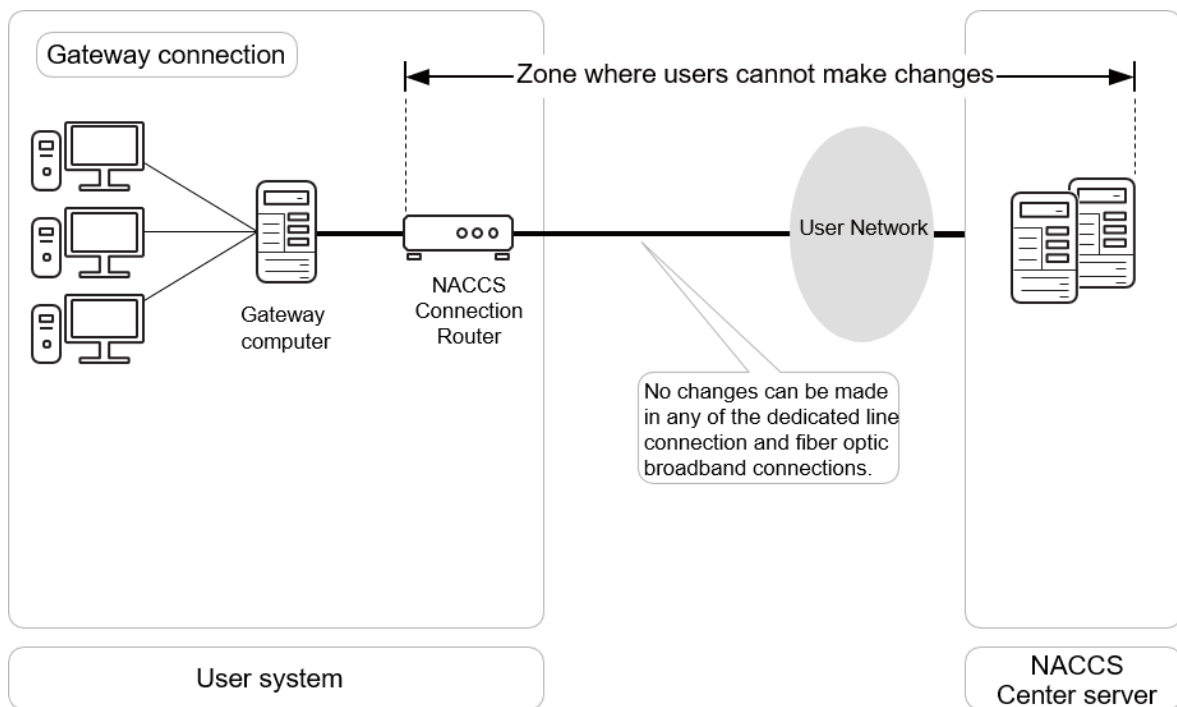 Gateway connection
Zone where users cannot make changes
User Network
Gateway
computer
NACCS
Connection
Router
No changes can be made
in any of the dedicated line
connection and fiber optic
broadband connections.
User system
NACCS
Center server